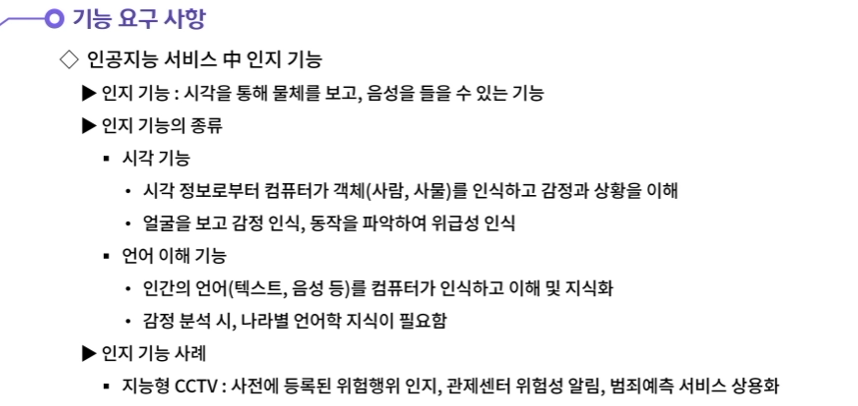 기능 요구 사항
◇ 인공지능 서비스 中 인지 기능
▶ 인지 기능 : 시각을 통해 물체를 보고, 음성을 들을 수 있는 기능
▶ 인지 기능의 종류
▪ 시각 기능
• 시각 정보로부터 컴퓨터가 객체(사람, 사물)를 인식하고 감정과 상황을 이해
• 얼굴을 보고 감정 인식, 동작을 파악하여 위급성 인식
▪ 언어 이해 기능
• 인간의 언어(텍스트, 음성 등)를 컴퓨터가 인식하고 이해 및 지식화
• 감정 분석 시, 나라별 언어학 지식이 필요함
▶ 인지 기능 사례
▪ 지능형 CCTV : 사전에 등록된 위험행위 인지, 관제센터 위험성 알림, 범죄예측 서비스 상용화